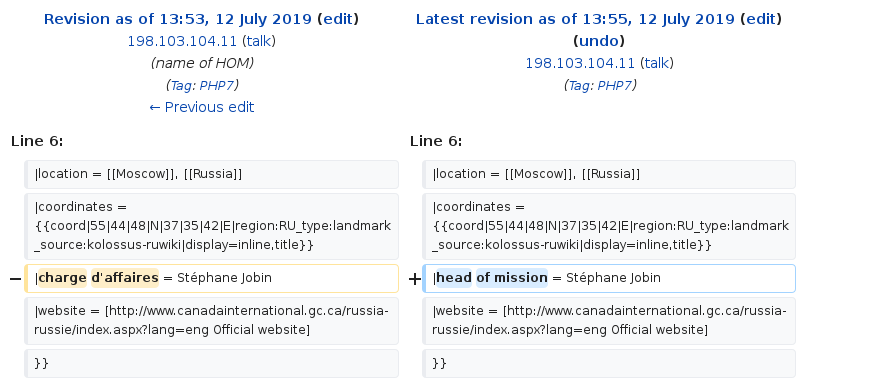 Revision as of 13:53, 12 July 2019 (edit)
198.103.104.11 (talk)
(name of HOM)
(Tag: PHP7)
← Previous edit
Latest revision as of 13:55, 12 July 2019 (edit)
(undo)
198.103.104.11 (talk)
(Tag: PHP7)
Line 6:
|location = [[Moscow]], [[Russia]]
|coordinates =
{{coord|55|44|48|N|37|35|42|E|region:RU_type:landmark
_source:kolossus-ruwiki|display=inline,title}}
− |charge d'affaires = Stéphane Jobin
|website = [http://www.canadainternational.gc.ca/russia-
russie/index.aspx?lang=eng Official website]
}}
Line 6:
|location = [[Moscow]], [[Russia]]
|coordinates =
{{coord|55|44|48|N|37|35|42|E|region:RU_type:landmark
_source:kolossus-ruwiki|display=inline,title}}
+ |head of mission = Stéphane Jobin
|website = [http://www.canadainternational.gc.ca/russia-
russie/index.aspx?lang=eng Official website]
}}